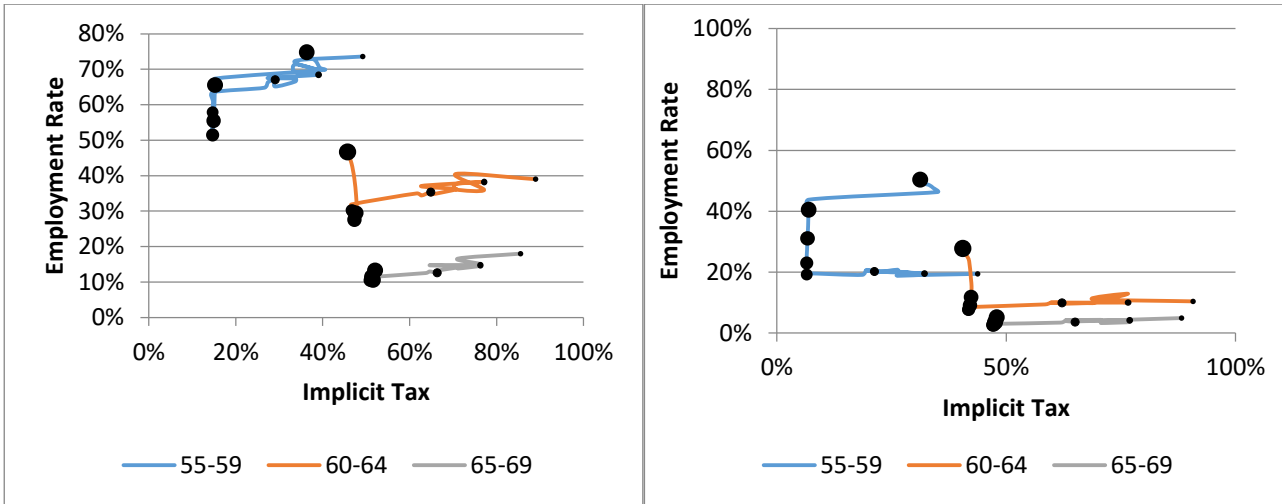 80%
70%
60%
50%
40%
30%
20%
10%
0%
Employment Rate
0% 20% 40% 60% 80% 100%
Implicit Tax
55-59 60-64 65-69
100%
80%
60%
40%
20%
0%
Employment Rate
0% 50% 100%
Implicit Tax
55-59 60-64 65-69